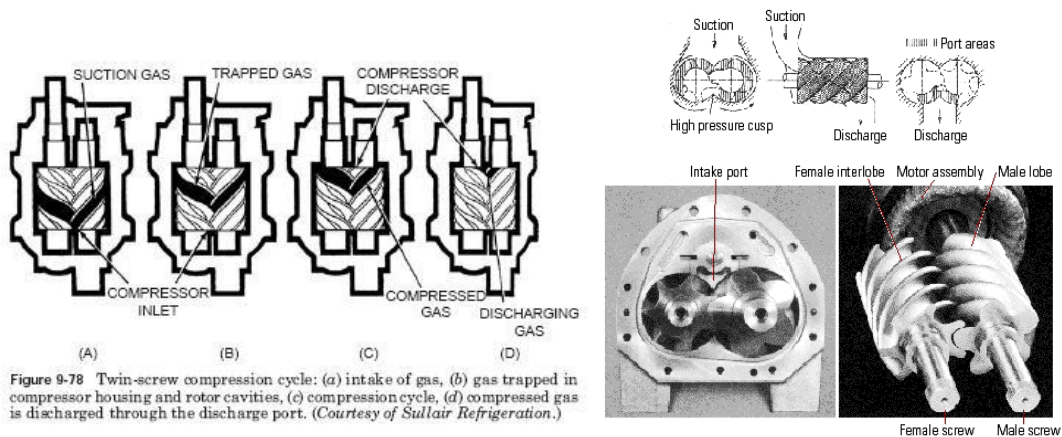 SUCTION GAS
TRAPPED GAS
COMPRESSOR
DISCHARGE
COMPRESSOR
INLET
COMPRESSED
GAS
DISCHARGING
GAS
(A)
(B)
(C)
(D)
Figure 9-78 Twin-screw compression cycle: (a) intake of gas, (b) gas trapped in
compressor housing and rotor cavities, (c) compression cycle, (d) compressed gas
is discharged through the discharge port. (Courtesy of Sullair Refrigeration.)
Suction
Suction
Port areas
High pressure cusp
Discharge
Discharge
Intake port
Female interlobe
Motor assembly
Male lobe
Female screw
Male screw